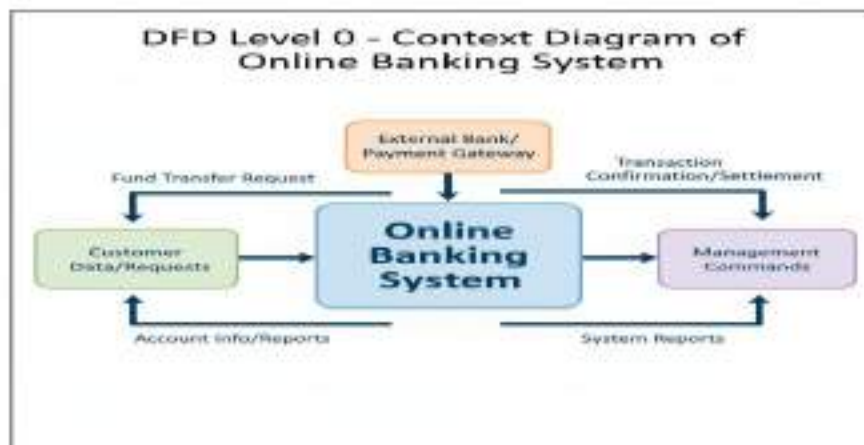 DFD Level 0 – Context Diagram of
Online Banking System
External Bank/
Payment Gateway
Fund Transfer Request
Transaction
Confirmation/Settlement
Customer
Data/Requests
Online
Banking
System
Management
Commands
Account Info/Reports
System Reports